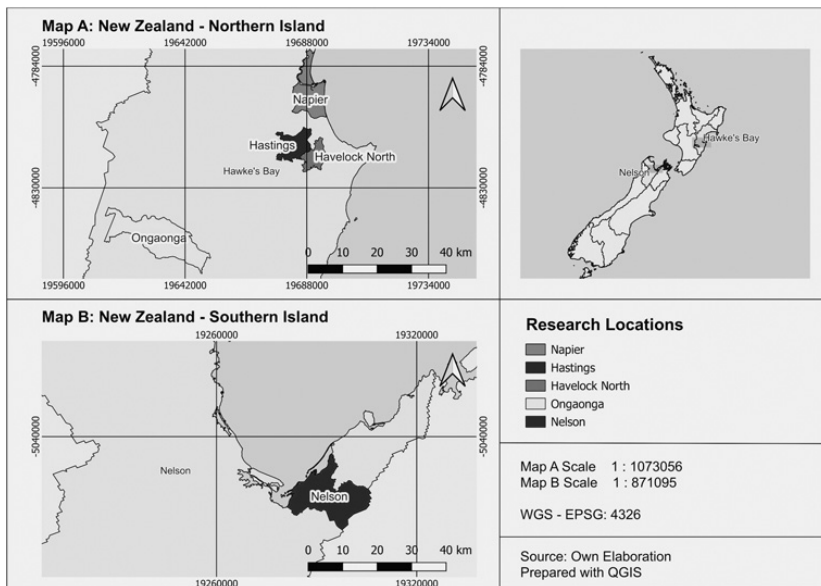 Map A: New Zealand - Northern Island
19596000 19642000 19688000 19734000
-4784000 -4784000
Napier
Hastings
Havelock North
Hawke's Bay
-4830000 -4830000
Ongaonga
0 10 20 30 40 km
19596000 19642000 19688000 19734000
Hawke's Bay
Nelson
Map B: New Zealand - Southern Island
19260000 19320000
-5040000 -5040000
Nelson
Nelson
0 10 20 30 40 km
19260000 19320000
Research Locations
Napier
Hastings
Havelock North
Ongaonga
Nelson
Map A Scale 1 : 1073056
Map B Scale 1 : 871095
WGS - EPSG: 4326
Source: Own Elaboration
Prepared with QGIS